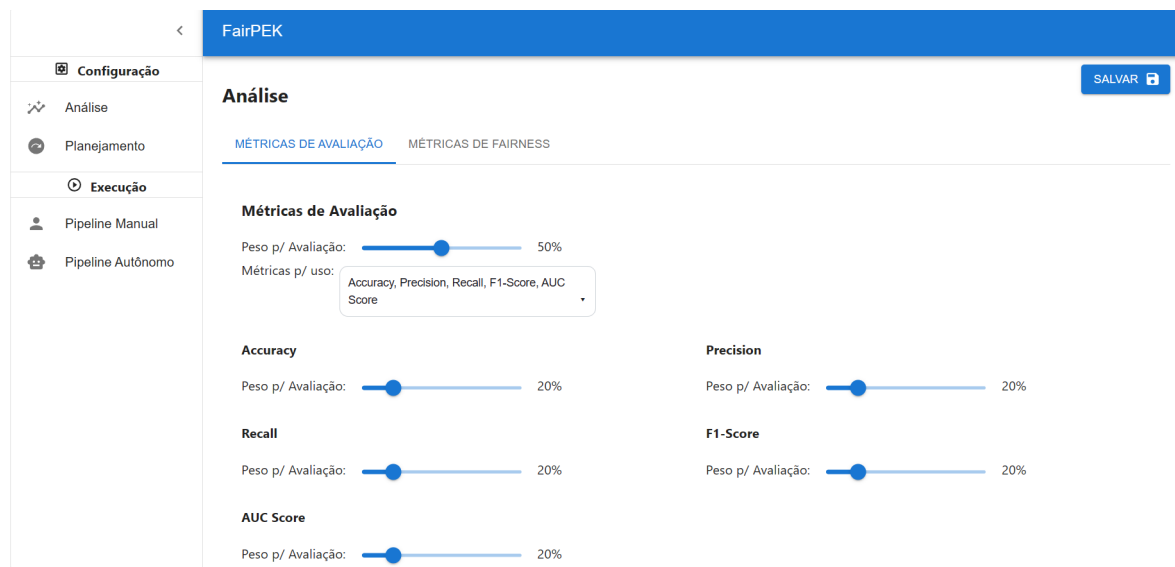 FairPEK
Configuração
Análise
Planejamento
Execução
Pipeline Manual
Pipeline Autônomo
SALVAR
Análise
MÉTRICAS DE AVALIAÇÃO
MÉTRICAS DE FAIRNESS
Métricas de Avaliação
Peso p/ Avaliação: 50%
Métricas p/ uso:
Accuracy, Precision, Recall, F1-Score, AUC
Score
Accuracy
Peso p/ Avaliação: 20%
Precision
Peso p/ Avaliação: 20%
Recall
Peso p/ Avaliação: 20%
F1-Score
Peso p/ Avaliação: 20%
AUC Score
Peso p/ Avaliação: 20%